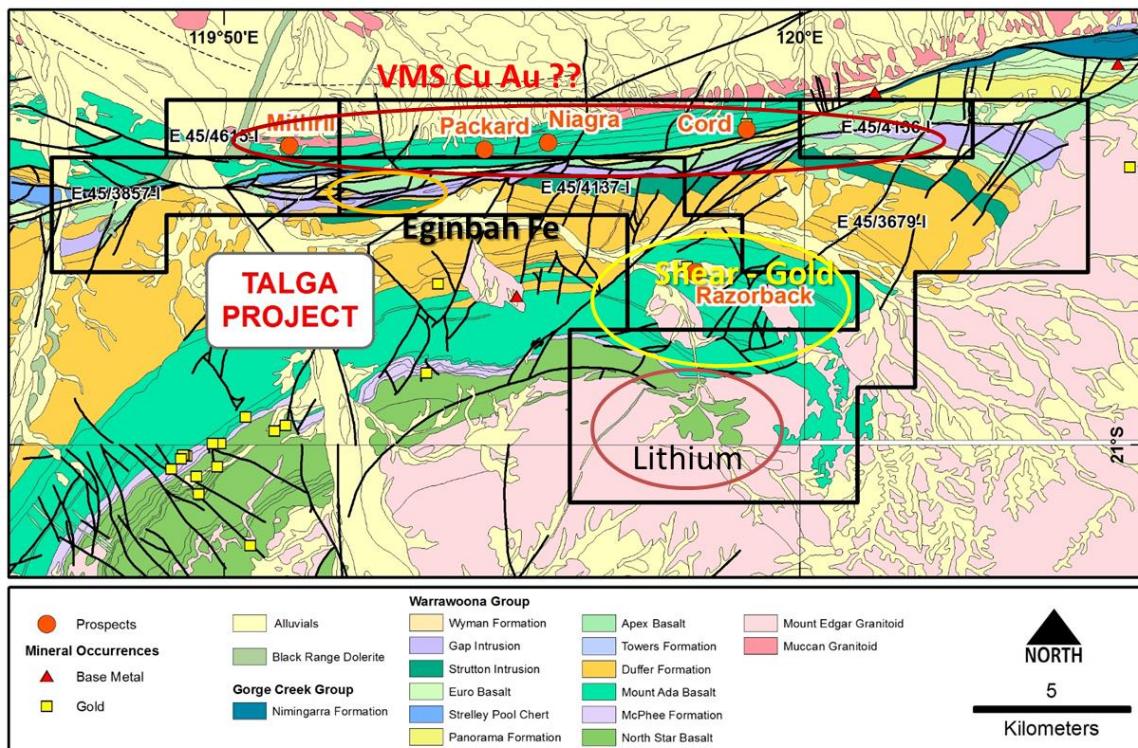 119°50'E
120°E
VMS Cu Au ??
Mithril
Packard
Niagra
Cord
E 45/4615-I
E 45/4136-I
E 45/3857-I
E 45/4137-I
E 45/3679-I
Eginbah Fe
TALGA
PROJECT
Shear - Gold
Razorback
Lithium
21°S
Prospects
Mineral Occurrences
Base Metal
Gold
Alluvials
Black Range Dolerite
Gorge Creek Group
Nimingarra Formation
Warrawoona Group
Wyman Formation
Gap Intrusion
Strutton Intrusion
Euro Basalt
Strelley Pool Chert
Panorama Formation
Apex Basalt
Towers Formation
Duffer Formation
Mount Ada Basalt
McPhee Formation
North Star Basalt
Mount Edgar Granitoid
Muccan Granitoid
NORTH
5
Kilometers